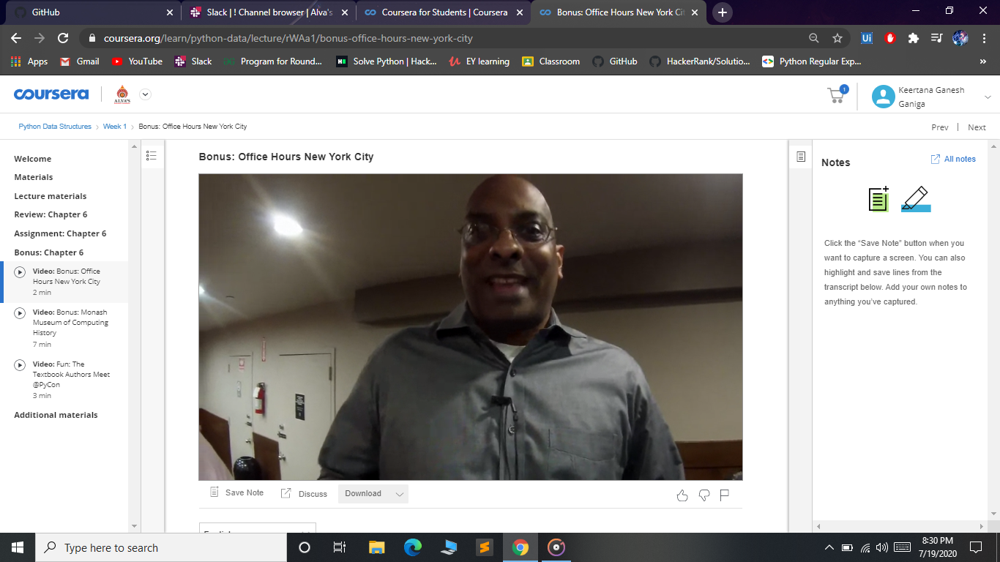 GitHub
Slack | ! Channel browser | Alva's
Coursera for Students | Coursera
Bonus: Office Hours New York Cit
coursera.org/learn/python-data/lecture/rWAa1/bonus-office-hours-new-york-city
Ui
Apps
Gmail
YouTube
Slack
Program for Round...
Solve Python | Hack...
EY learning
Classroom
GitHub
HackerRank/Solutio...
Python Regular Exp...
coursera
ALVA'S
1
Keertana Ganesh
Ganiga
Python Data Structures
Week 1
Bonus: Office Hours New York City
Prev | Next
Welcome
Materials
Lecture materials
Review: Chapter 6
Assignment: Chapter 6
Bonus: Chapter 6
Video: Bonus: Office
Hours New York City
2 min
Video: Bonus: Monash
Museum of Computing
History
7 min
Video: Fun: The
Textbook Authors Meet
@PyCon
3 min
Additional materials
Bonus: Office Hours New York City
Save Note
Discuss
Download
English
Notes
All notes
Click the “Save Note” button when you
want to capture a screen. You can also
highlight and save lines from the
transcript below. Add your own notes to
anything you've captured.
Type here to search
8:30 PM
7/19/2020